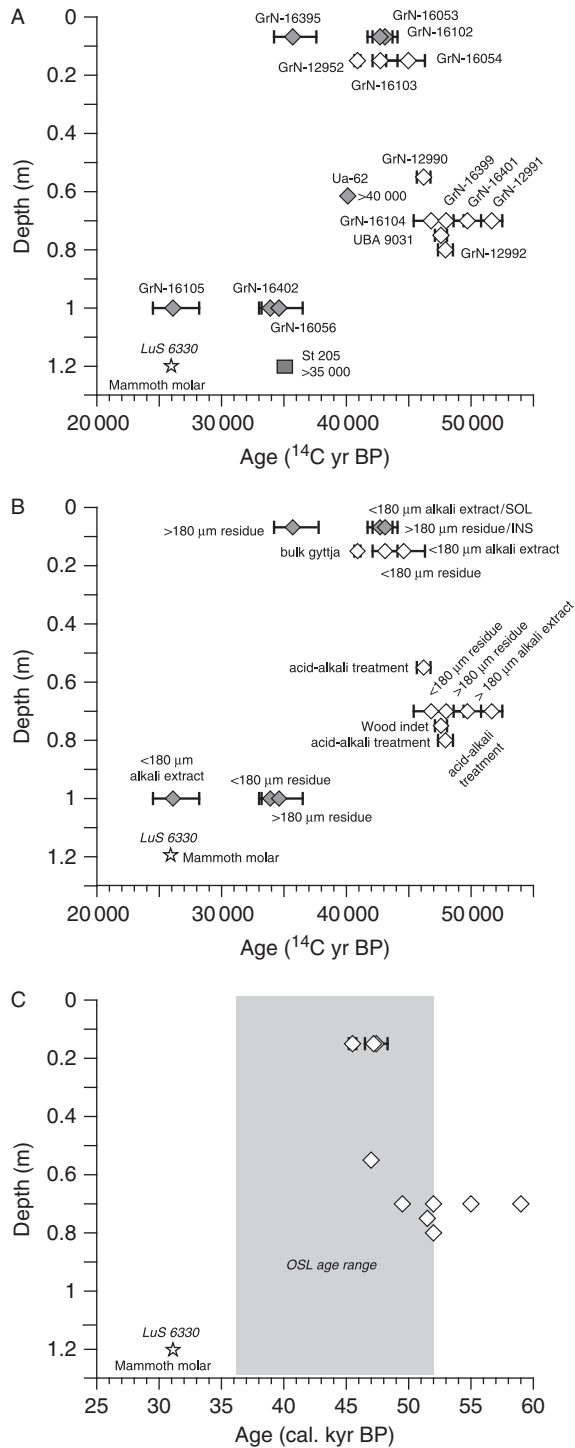 A
0
0.2
0.4
0.6
0.8
1
1.2
Depth (m)
GrN-16395
GrN-16053
GrN-16102
GrN-12952
GrN-16054
GrN-16103
GrN-12990
Ua-62
>40 000
GrN-16399
GrN-16401
GrN-12991
GrN-16104
UBA 9031
GrN-12992
GrN-16105
GrN-16402
GrN-16056
LuS 6330
Mammoth molar
St 205
>35 000
20 000 30 000 40 000 50 000
Age (¹⁴C yr BP)
B
0
0.2
0.4
0.6
0.8
1
1.2
Depth (m)
<180 µm alkali extract/SOL
>180 µm residue
>180 µm residue/INS
bulk gyttja
<180 µm alkali extract
<180 µm residue
acid-alkali treatment
<180 µm residue
>180 µm residue
> 180 µm alkali extract
Wood indet
acid-alkali treatment
acid-alkali
treatment
<180 µm
alkali extract
<180 µm residue
>180 µm residue
LuS 6330
Mammoth molar
20 000 30 000 40 000 50 000
Age (¹⁴C yr BP)
C
0
0.2
0.4
0.6
0.8
1
1.2
Depth (m)
OSL age range
LuS 6330
Mammoth molar
25 30 35 40 45 50 55 60
Age (cal. kyr BP)